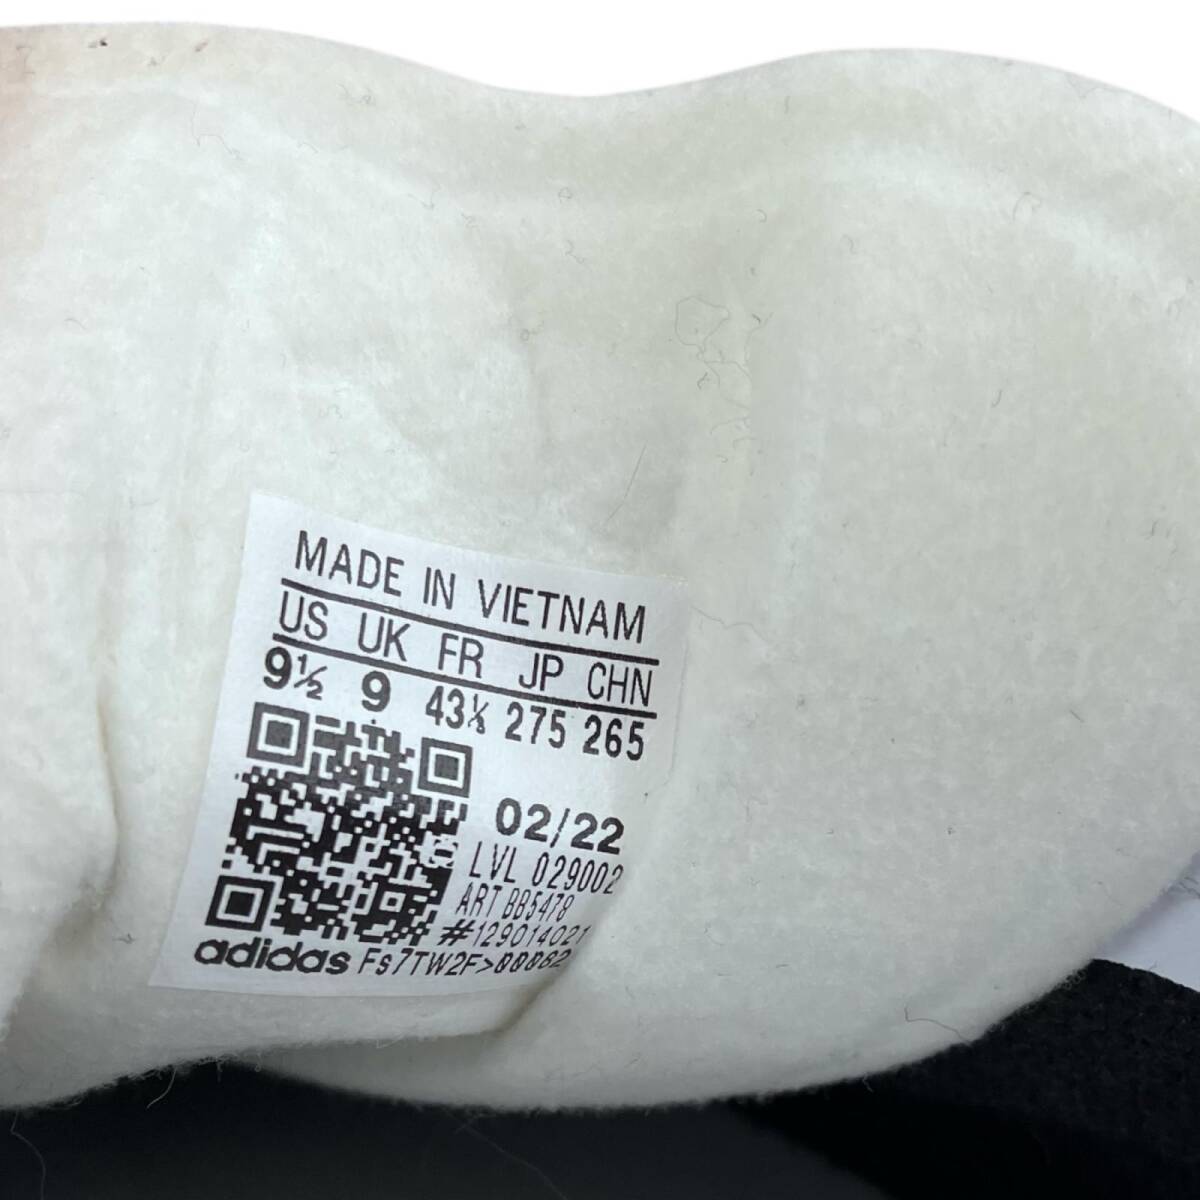 MADE IN VIETNAM
US UK FR JP CHN
9½ 9 43⅓ 275 265
02/22
LVL 029002
ART BB5478
#129014021
adidas Fs7TW2F>00082